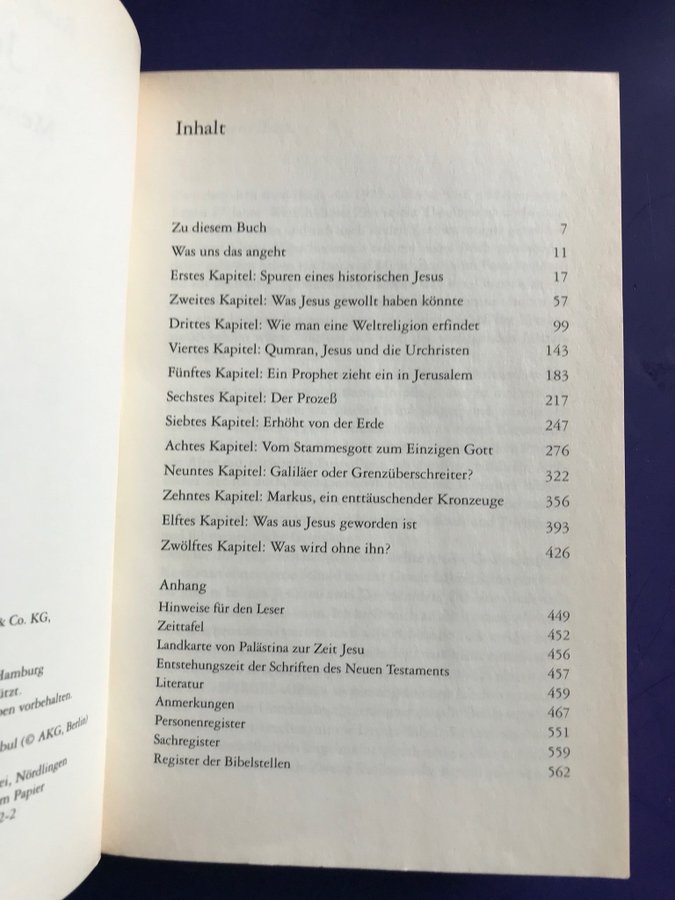 & Co. KG,
Hamburg
vorbehalten.
(© AKG, Berlin)
Nördlingen
Papier
2-2
Inhalt
Zu diesem Buch 7
Was uns das angeht 11
Erstes Kapitel: Spuren eines historischen Jesus 17
Zweites Kapitel: Was Jesus gewollt haben könnte 57
Drittes Kapitel: Wie man eine Weltreligion erfindet 99
Viertes Kapitel: Qumran, Jesus und die Urchristen 143
Fünftes Kapitel: Ein Prophet zieht ein in Jerusalem 183
Sechstes Kapitel: Der Prozeß 217
Siebtes Kapitel: Erhöht von der Erde 247
Achtes Kapitel: Vom Stammesgott zum Einzigen Gott 276
Neuntes Kapitel: Galiläer oder Grenzüberschreiter? 322
Zehntes Kapitel: Markus, ein enttäuschender Kronzeuge 356
Elftes Kapitel: Was aus Jesus geworden ist 393
Zwölftes Kapitel: Was wird ohne ihn? 426
Anhang
Hinweise für den Leser 449
Zeittafel 452
Landkarte von Palästina zur Zeit Jesu 456
Entstehungszeit der Schriften des Neuen Testaments 457
Literatur 459
Anmerkungen 467
Personenregister 551
Sachregister 559
Register der Bibelstellen 562